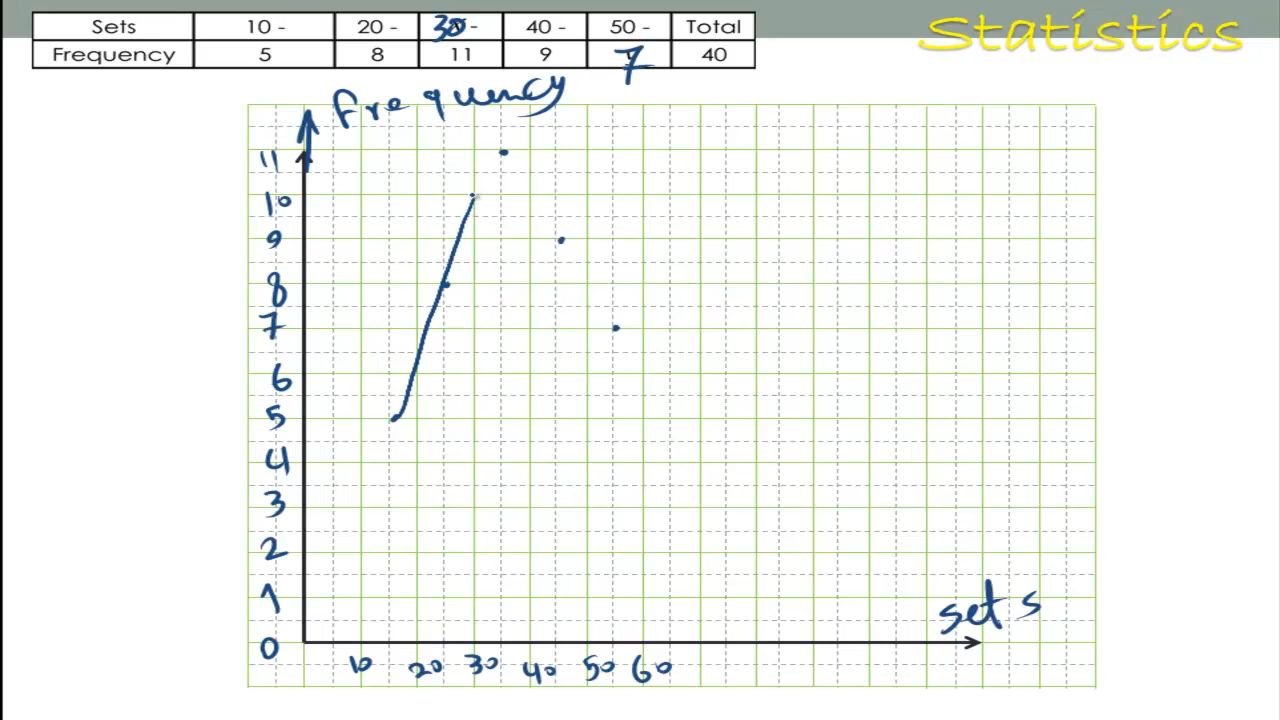 Statistics
Sets 10 - 20 - 30 - 40 - 50 - Total
Frequency 5 8 11 9 7 40
Frequency
11
10
9
8
7
6
5
4
3
2
1
0
10 20 30 40 50 60
sets